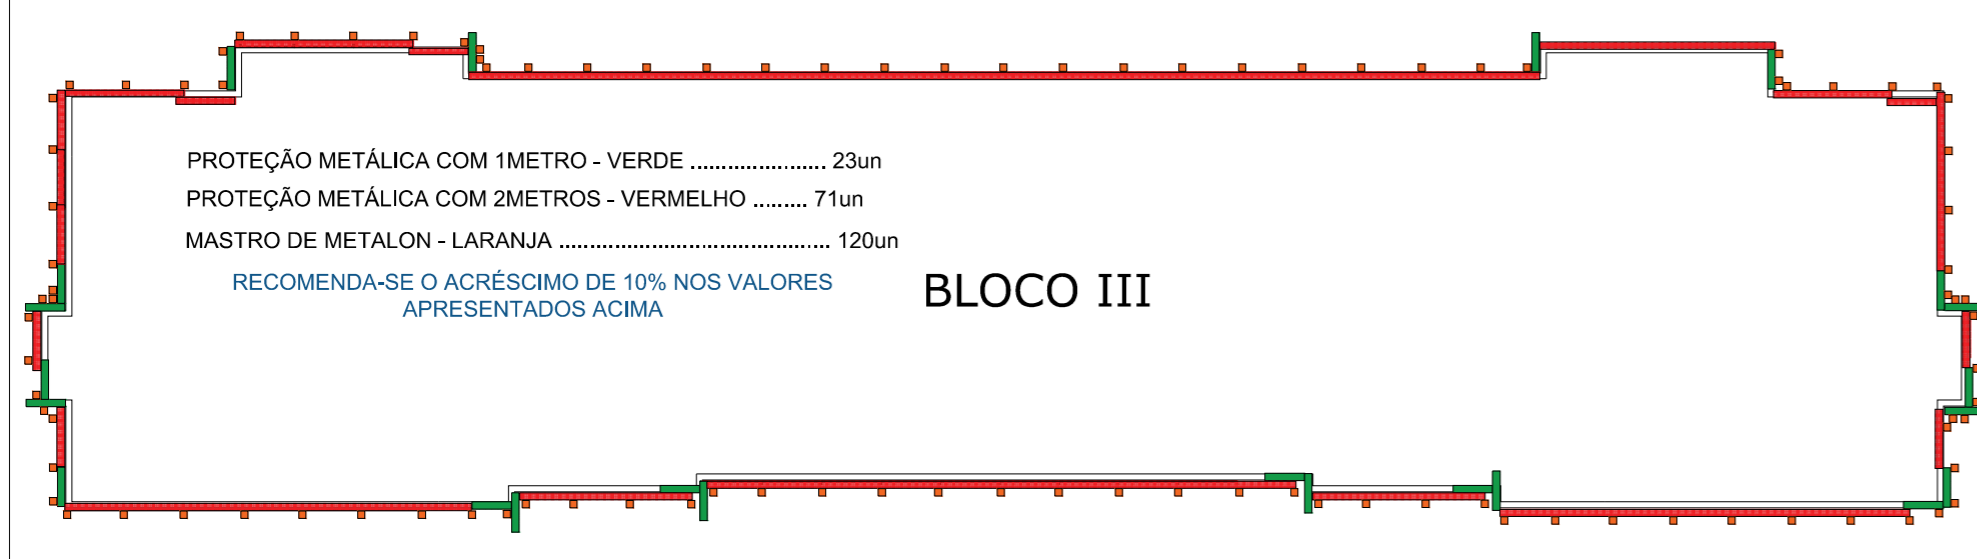 PROTEÇÃO METÁLICA COM 1METRO - VERDE ...................... 23un
PROTEÇÃO METÁLICA COM 2METROS - VERMELHO ......... 71un
MASTRO DE METALON - LARANJA ............................................ 120un
RECOMENDA-SE O ACRÉSCIMO DE 10% NOS VALORES
APRESENTADOS ACIMA
BLOCO III